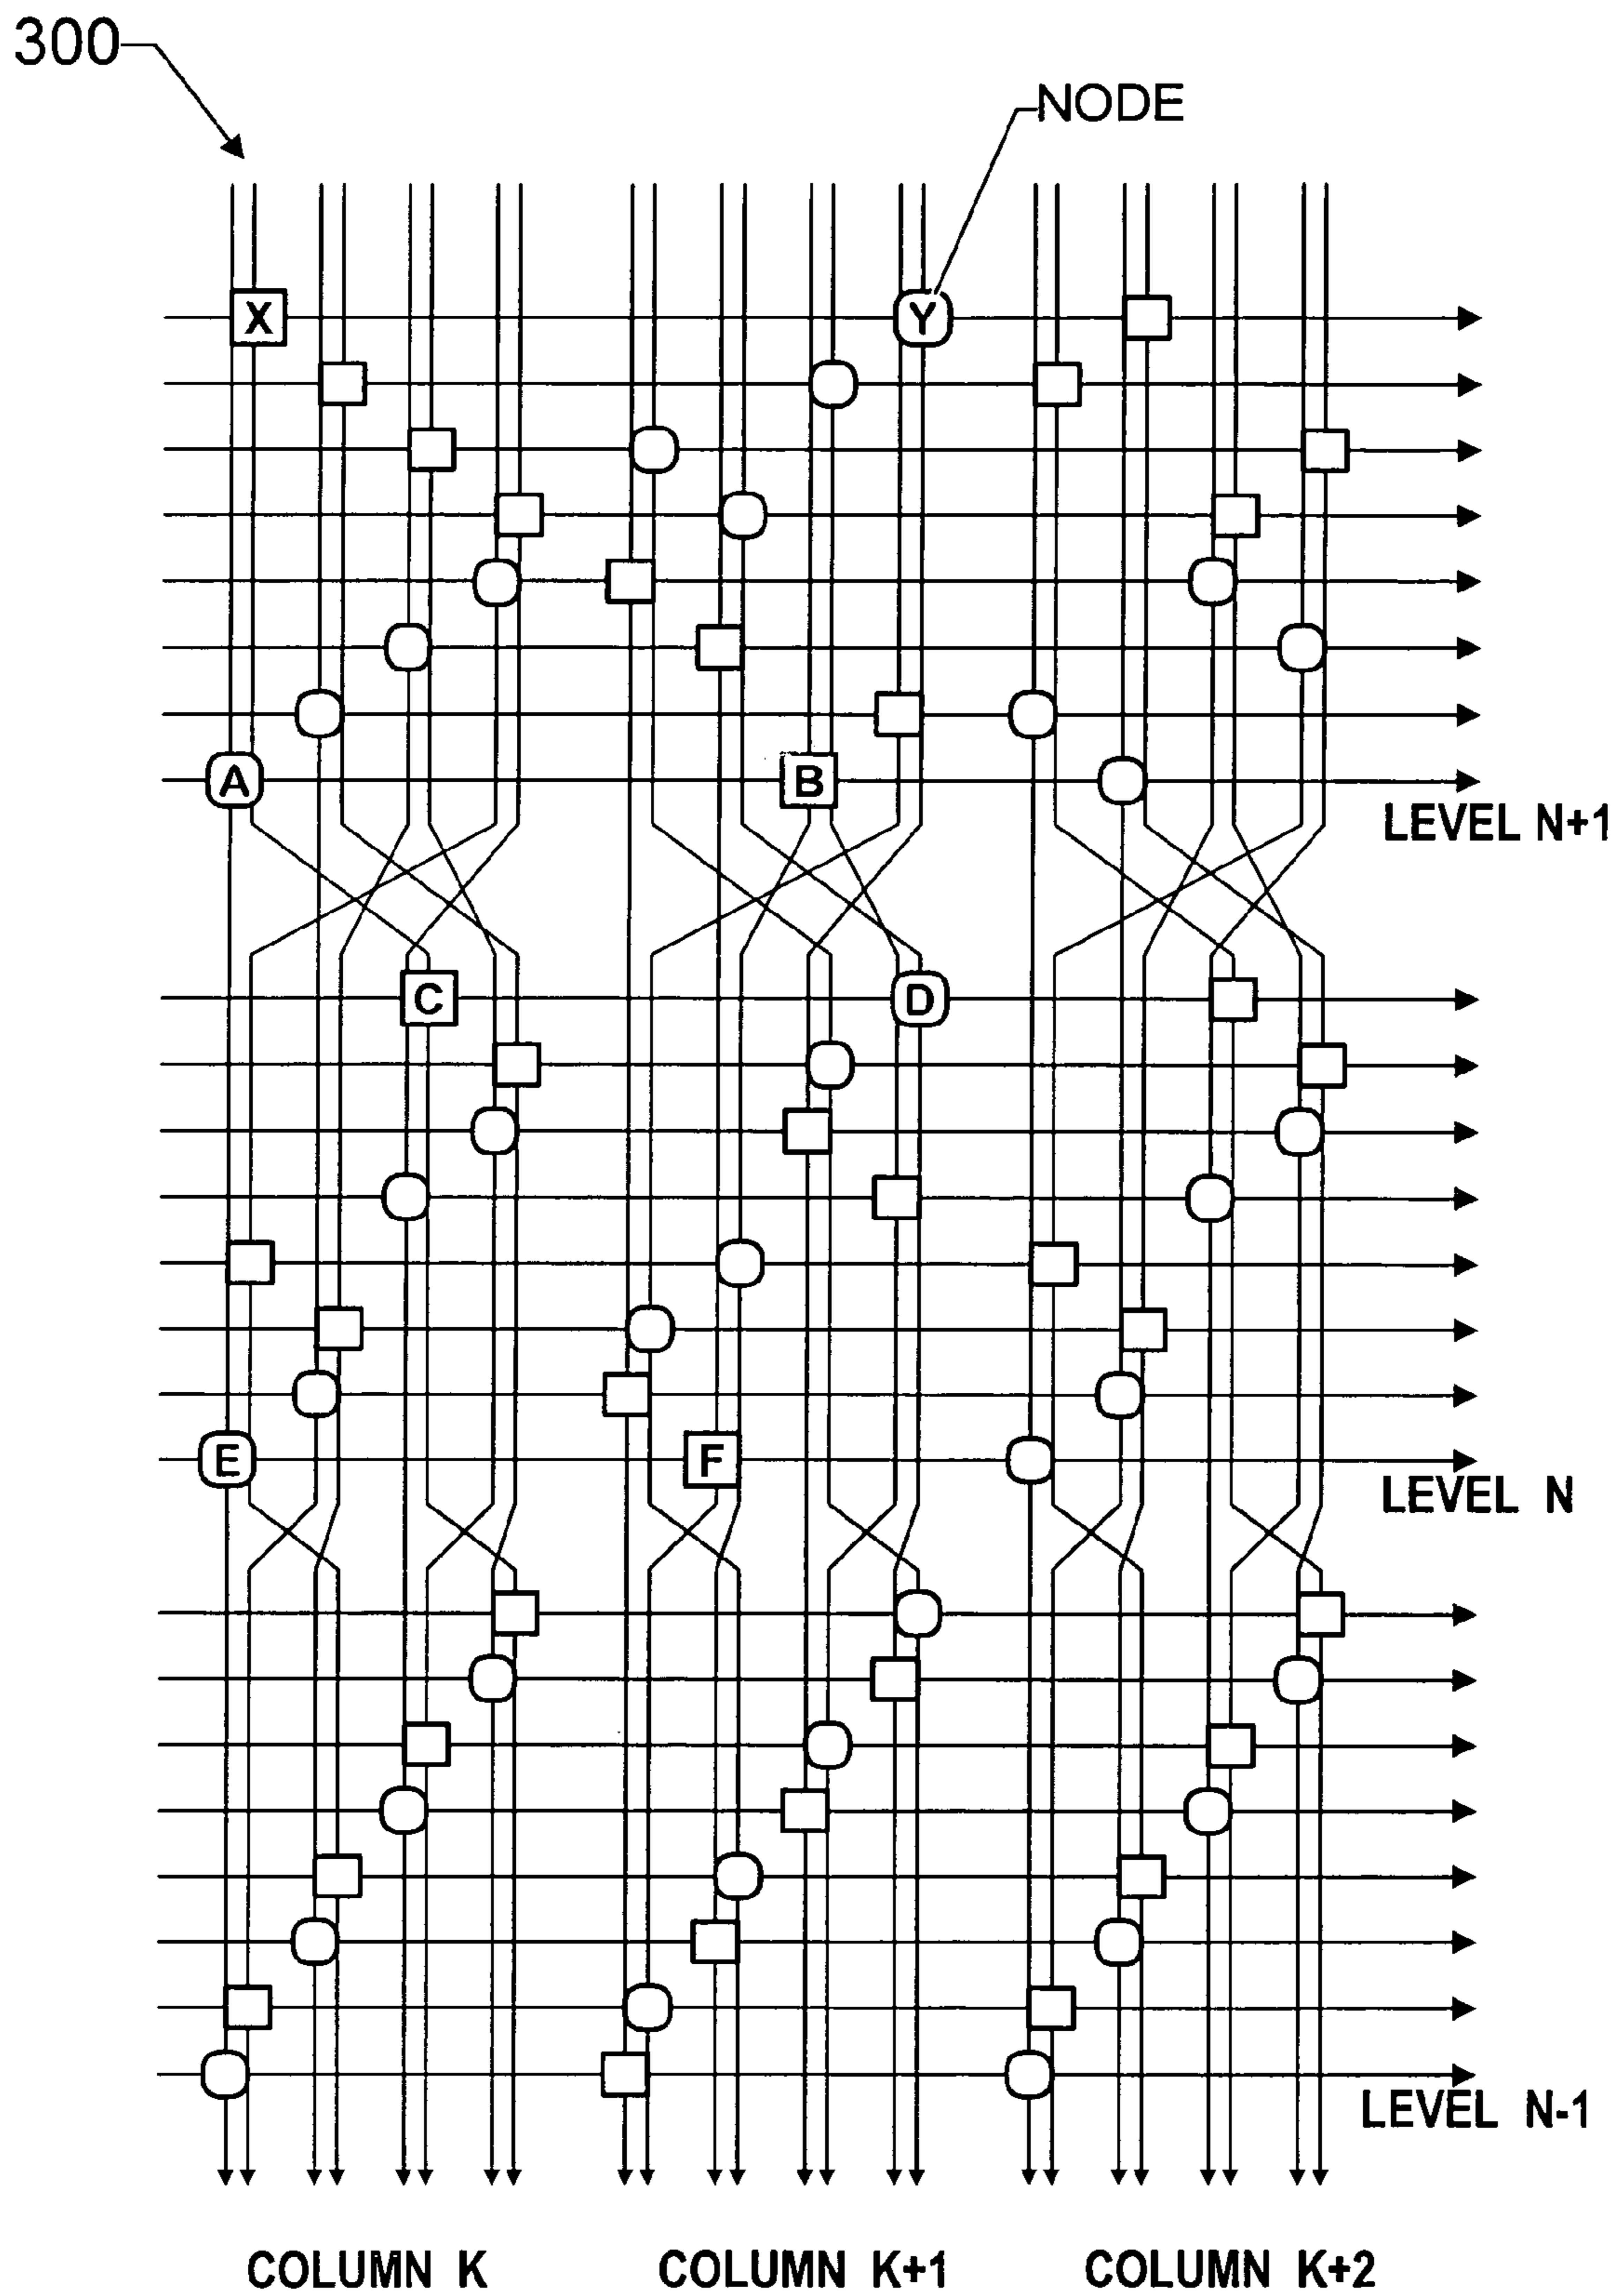 300
NODE
X
Y
A
B
LEVEL N+1
C
D
E
F
LEVEL N
LEVEL N-1
COLUMN K
COLUMN K+1
COLUMN K+2